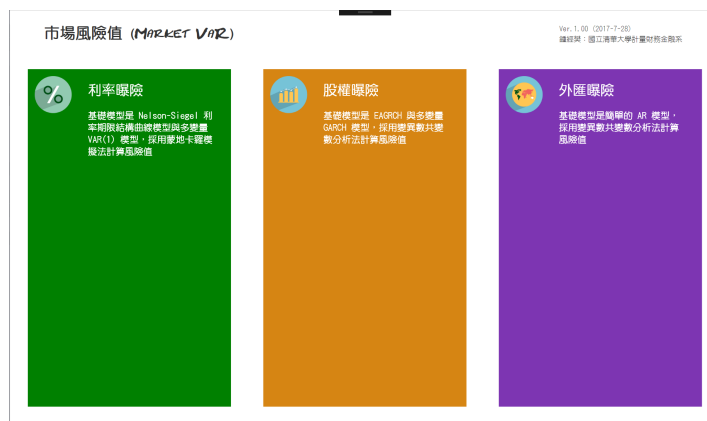 市場風險值 (MARKET VAR)
Ver.1.00 (2017-7-28)
鍾經樊：國立清華大學計量財務金融系
利率曝險
基礎模型是 Nelson-Siegel 利
率期限結構曲線模型與多變量
VAR(1) 模型，採用蒙地卡羅模
擬法計算風險值
股權曝險
基礎模型是 EAGRCH 與多變量
GARCH 模型，採用變異數共變
數分析法計算風險值
外匯曝險
基礎模型是簡單的 AR 模型，
採用變異數共變數分析法計算
風險值